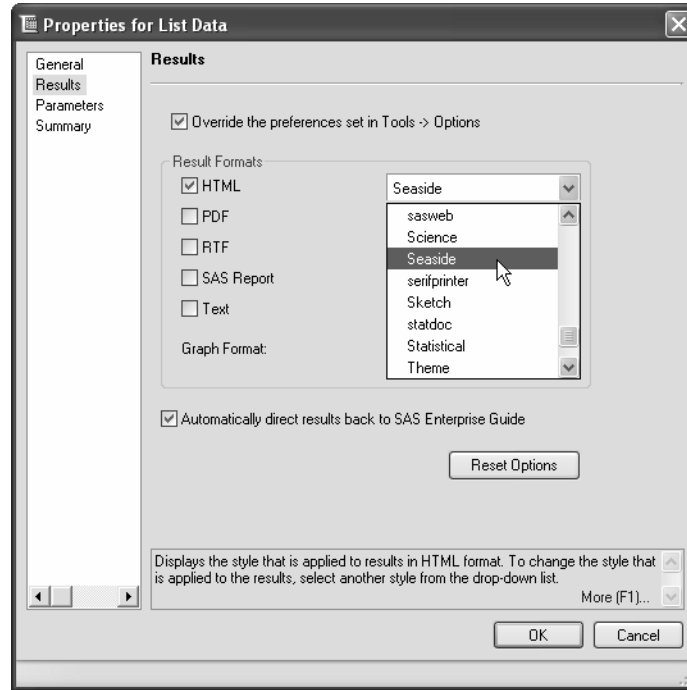 Properties for List Data
General
Results
Parameters
Summary
Results
Override the preferences set in Tools -> Options
Result Formats
HTML
Seaside
PDF
RTF
SAS Report
Text
Graph Format:
sasweb
Science
Seaside
serifprinter
Sketch
statdoc
Statistical
Theme
Automatically direct results back to SAS Enterprise Guide
Reset Options
Displays the style that is applied to results in HTML format. To change the style that
is applied to the results, select another style from the drop-down list.
More (F1)...
OK
Cancel